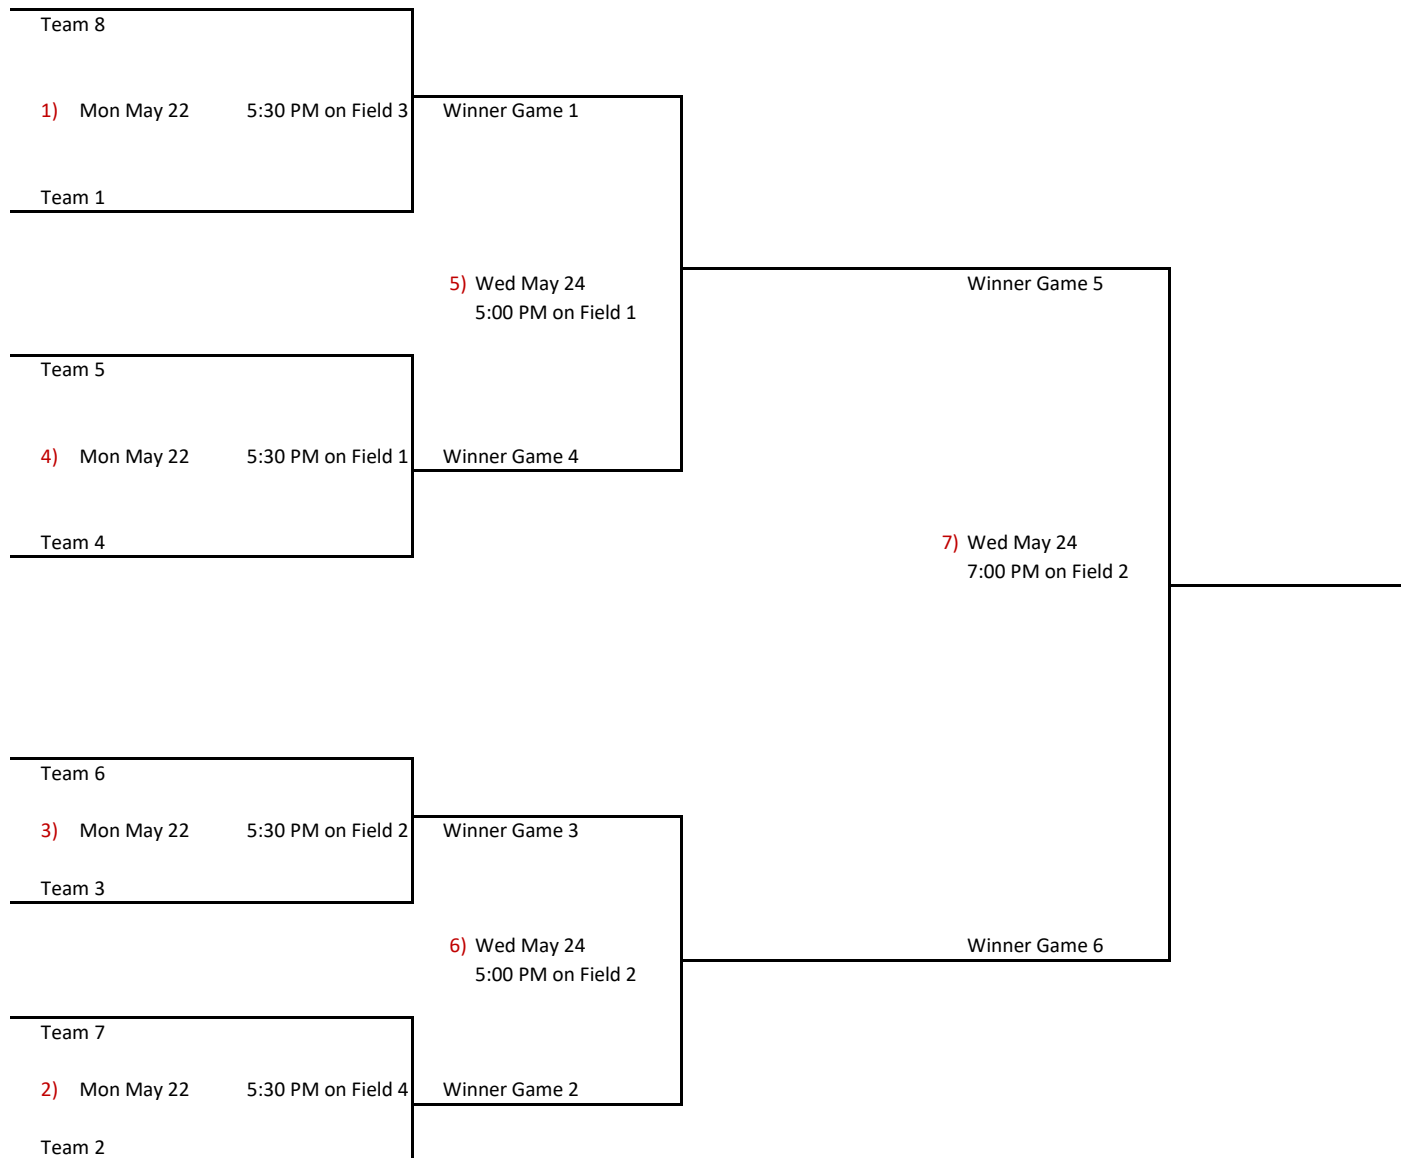 Team 8
1) Mon May 22 5:30 PM on Field 3 Winner Game 1
Team 1
5) Wed May 24 Winner Game 5
5:00 PM on Field 1
Team 5
4) Mon May 22 5:30 PM on Field 1 Winner Game 4
Team 4 7) Wed May 24
7:00 PM on Field 2
Team 6
3) Mon May 22 5:30 PM on Field 2 Winner Game 3
Team 3
6) Wed May 24 Winner Game 6
5:00 PM on Field 2
Team 7
2) Mon May 22 5:30 PM on Field 4 Winner Game 2
Team 2